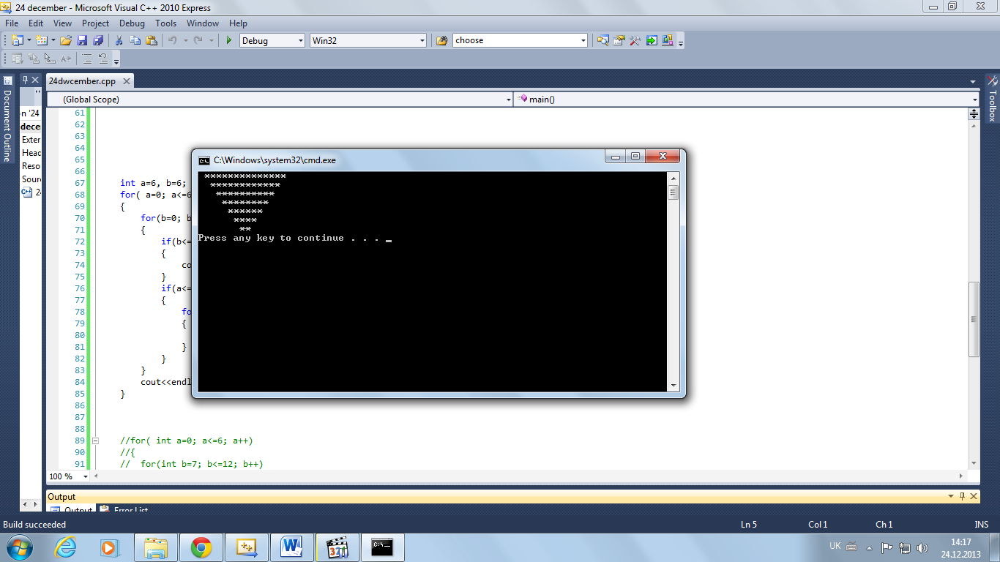 24 december - Microsoft Visual C++ 2010 Express
File Edit View Project Debug Tools Window Help
Debug Win32 choose
24dwcember.cpp
(Global Scope) main()
Document Outline
Toolbox
n '24
dece
Exter
Head
Reso
Sour
2
61
62
63
64
65
66
67 int a=6, b=6;
68 for( a=0; a<=6
69 {
70 for(b=0; b
71 {
72 if(b<=
73 {
74 co
75 }
76 if(a<=
77 {
78 fo
79 {
80
81 }
82 }
83 }
84 cout<<endl
85 }
86
87
88
89 //for( int a=0; a<=6; a++)
90 //{
91 // for(int b=7; b<=12; b++)
C:\Windows\system32\cmd.exe
**************
************
**********
********
******
****
**
Press any key to continue . . . _
100 %
Output
Output Error List
Build succeeded Ln 5 Col 1 Ch 1 INS
UK 14:17
24.12.2013